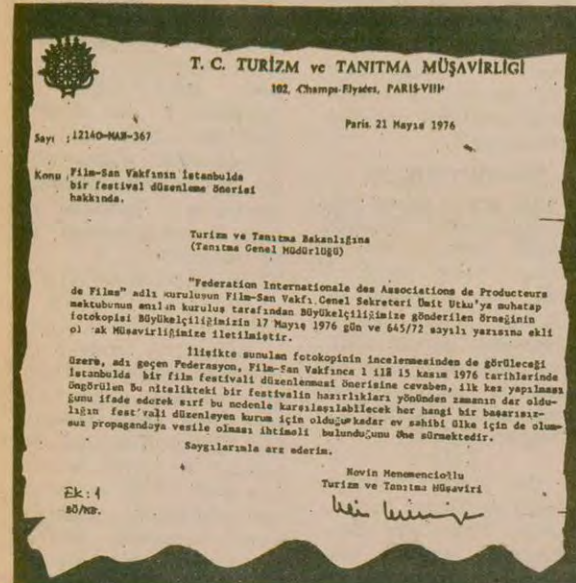 T. C. TURİZM ve TANITMA MÜŞAVİRLİĞİ
102, Champs-Elysées, PARIS-VIII
Paris 21 Mayıs 1976
Sayı : 12140-MAN-367
Konu : Film-San Vakfının İstanbulda
bir festival düzenleme önerisi
hakkında.
Turizm ve Tanıtma Bakanlığına
(Tanıtma Genel Müdürlüğü)
"Federation Internationale des Associations de Producteurs
de Films" adlı kuruluşun Film-San Vakfı Genel Sekreteri Ümit Utku'ya muhatap
mektubunun anılan kuruluş tarafından Büyükelçiliğimize gönderilen örneğinin
fotokopisi Büyükelçiliğimizin 17 Mayıs 1976 gün ve 645/72 sayılı yazısına ekli
ol rak Müşavirliğimize iletilmiştir.
İlişikte sunulan fotokopinin incelenmesinden de görüleceği
üzere, adı geçen Federasyon, Film-San Vakfınca 1 ilâ 15 kasım 1976 tarihlerinde
İstanbulda bir film festivali düzenlenmesi önerisine cevaben, ilk kez yapılması
öngörülen bu nitelikteki bir festivalin hazırlıkları yönünden zamanın dar oldu-
ğunu ifade ederek sırf bu nedenle karşılaşılabilecek her hangi bir başarısız-
lığın fest'vali düzenleyen kurum için olduğu kadar ev sahibi ülke için de olum-
suz propagandaya vesile olması ihtimali bulunduğunu öne sürmektedir.
Saygılarımla arz ederim.
Nevin Menemencioğlu
Turizm ve Tanıtma Müşaviri
Ek : 1
SÖ/NB.